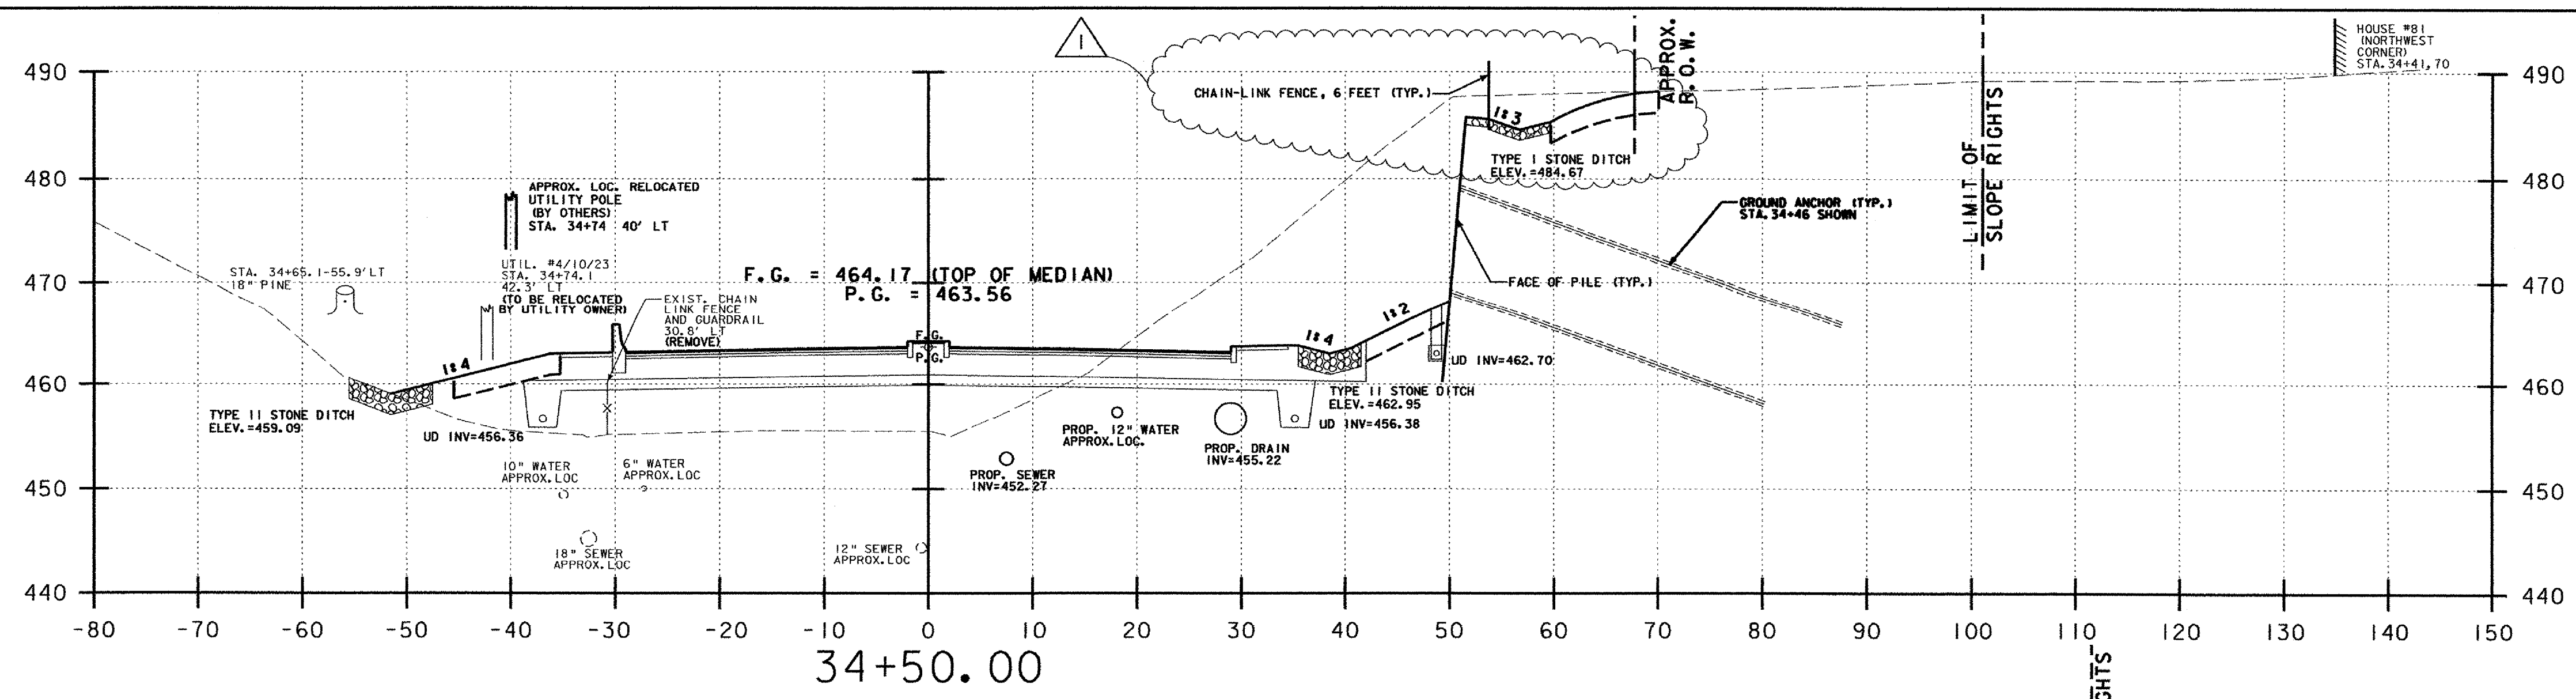 1
APPROX.
R.O.W.
HOUSE #81
(NORTHWEST
CORNER)
STA.34+41,70
490
490
CHAIN-LINK FENCE, 6 FEET (TYP.)
1:3
TYPE I STONE DITCH
ELEV.=484.67
LIMIT OF
SLOPE RIGHTS
480
480
APPROX. LOC. RELOCATED
UTILITY POLE
(BY OTHERS)
STA. 34+74 40' LT
GROUND ANCHOR (TYP.)
STA.34+46 SHOWN
STA. 34+65.1-55.9'LT
18" PINE
UTIL. #4/10/23
STA. 34+74.1
42.3' LT
(TO BE RELOCATED
BY UTILITY OWNER)
F.G. = 464.17 (TOP OF MEDIAN)
P.G. = 463.56
EXIST. CHAIN
LINK FENCE
AND GUARDRAIL
30.8' LT
(REMOVE)
470
470
FACE OF PILE (TYP.)
F.G.
P.G.
1:4
1:4
1:2
UD INV=462.70
460
460
TYPE II STONE DITCH
ELEV.=459.09
TYPE II STONE DITCH
ELEV.=462.95
UD INV=456.36
UD INV=456.38
PROP. 12" WATER
APPROX.LOC.
PROP. DRAIN
INV=455.22
10" WATER
APPROX.LOC
6" WATER
APPROX.LOC
PROP. SEWER
INV=452.27
450
450
18" SEWER
APPROX.LOC
12" SEWER
APPROX.LOC
440
440
-80 -70 -60 -50 -40 -30 -20 -10 0 10 20 30 40 50 60 70 80 90 100 110 120 130 140 150
34+50.00
GHTS